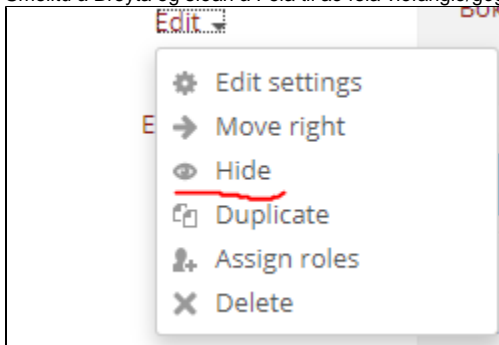 Edit
Edit settings
E
Move right
Hide
Duplicate
Assign roles
Delete